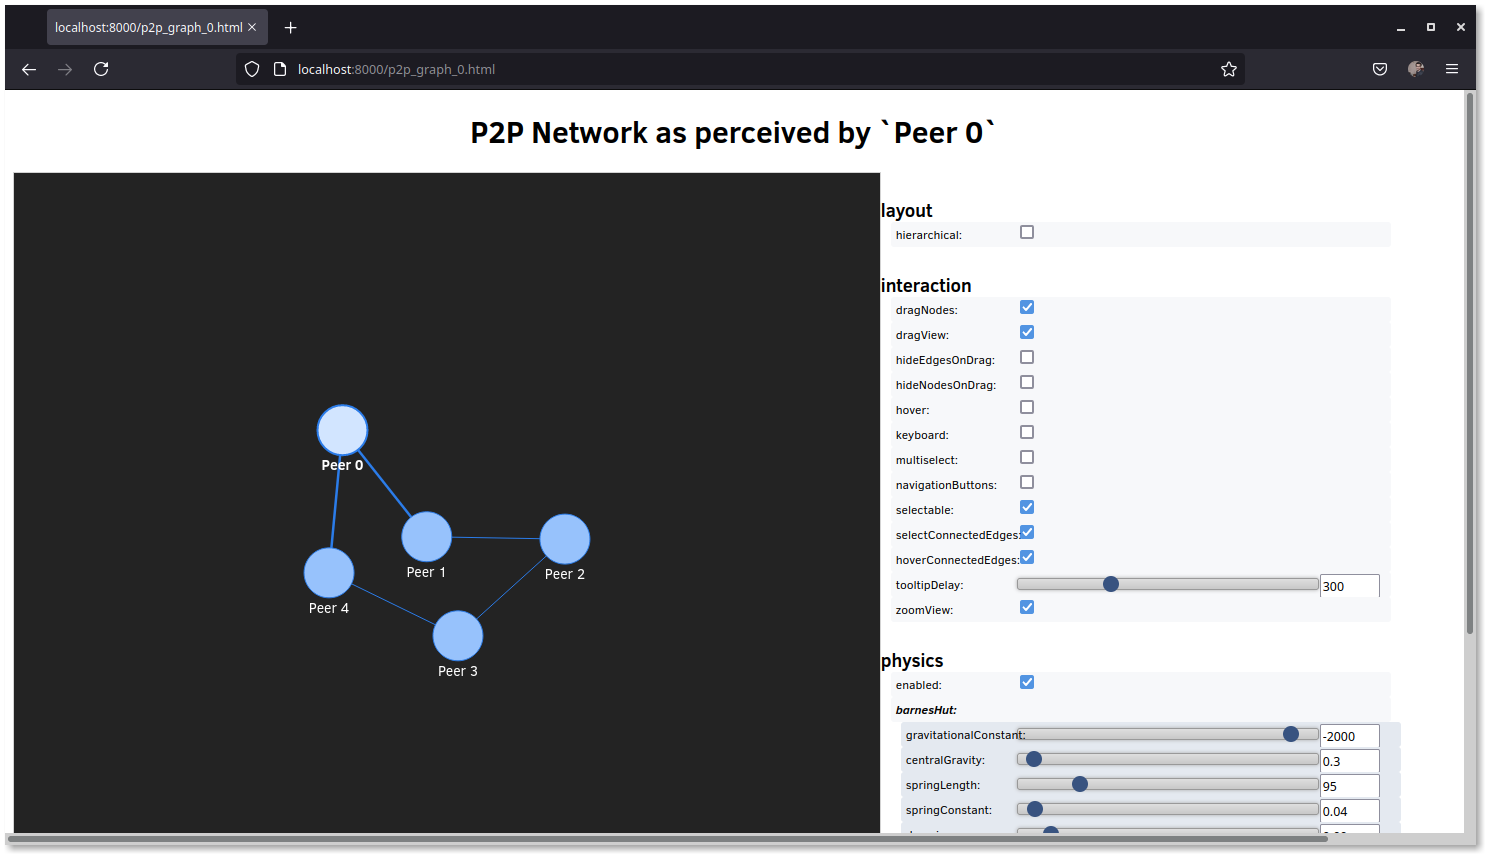 localhost:8000/p2p_graph_0.html
localhost:8000/p2p_graph_0.html
P2P Network as perceived by `Peer 0`
Peer 0
Peer 1
Peer 2
Peer 4
Peer 3
layout
hierarchical:
interaction
dragNodes:
dragView:
hideEdgesOnDrag:
hideNodesOnDrag:
hover:
keyboard:
multiselect:
navigationButtons:
selectable:
selectConnectedEdges:
hoverConnectedEdges:
tooltipDelay: 300
zoomView:
physics
enabled:
barnesHut:
gravitationalConstant: -2000
centralGravity: 0.3
springLength: 95
springConstant: 0.04